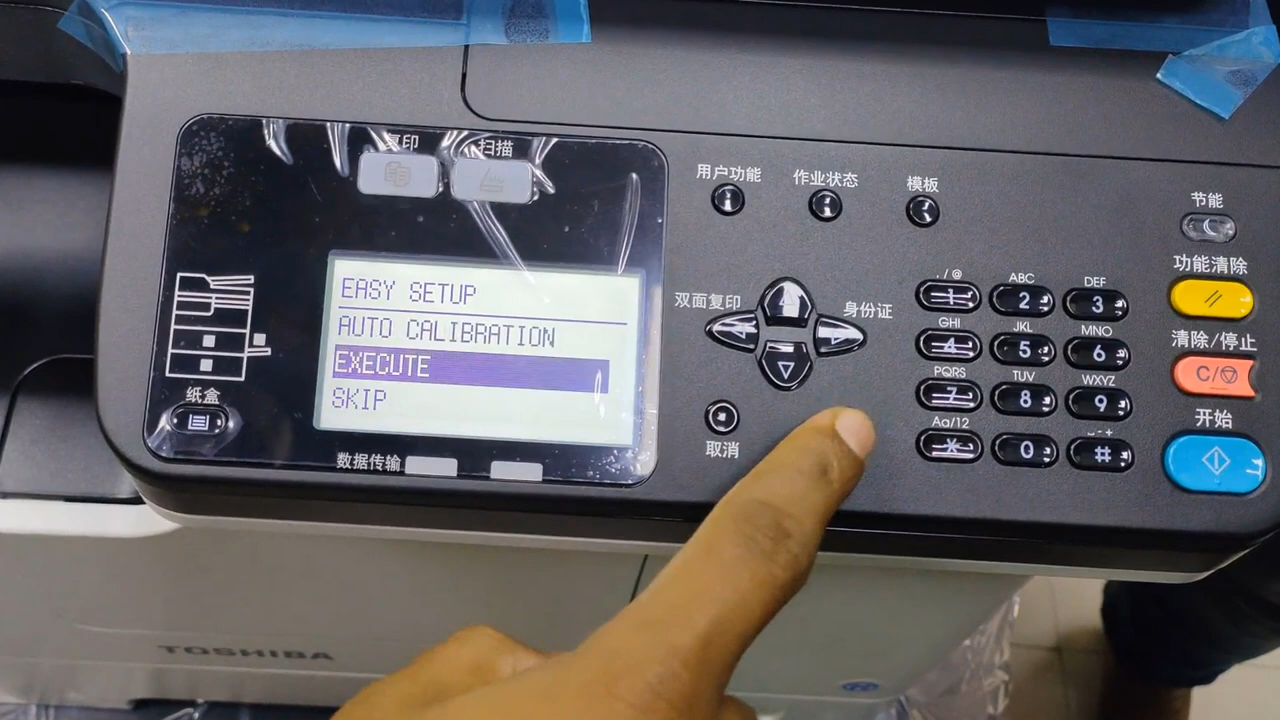 复印
扫描
EASY SETUP
AUTO CALIBRATION
EXECUTE
SKIP
纸盒
数据传输
用户功能
作业状态
模板
双面复印
身份证
取消
. / @
ABC
DEF
1
2
3
GHI
JKL
MNO
4
5
6
PQRS
TUV
WXYZ
7
8
9
Aa/12
*
0
#
节能
功能清除
清除/停止
C/
开始
TOSHIBA